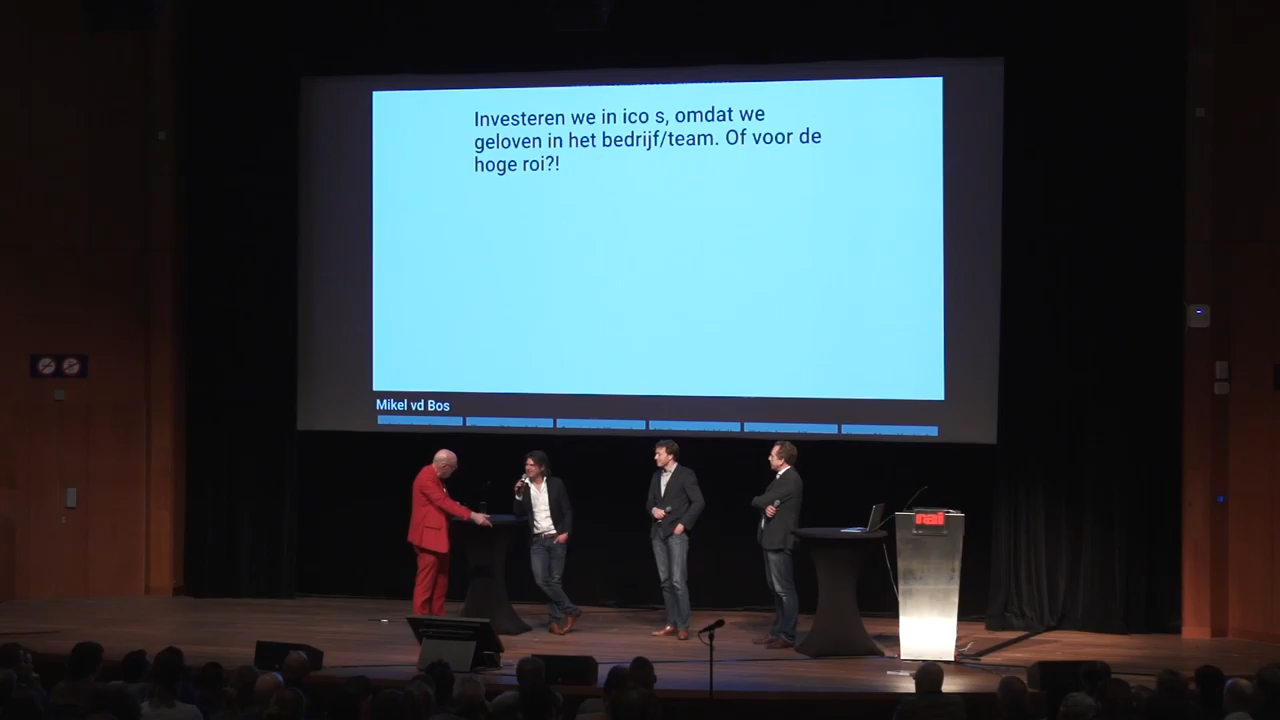 Investeren we in ico s, omdat we
geloven in het bedrijf/team. Of voor de
hoge roi?!
Mikel vd Bos
rai